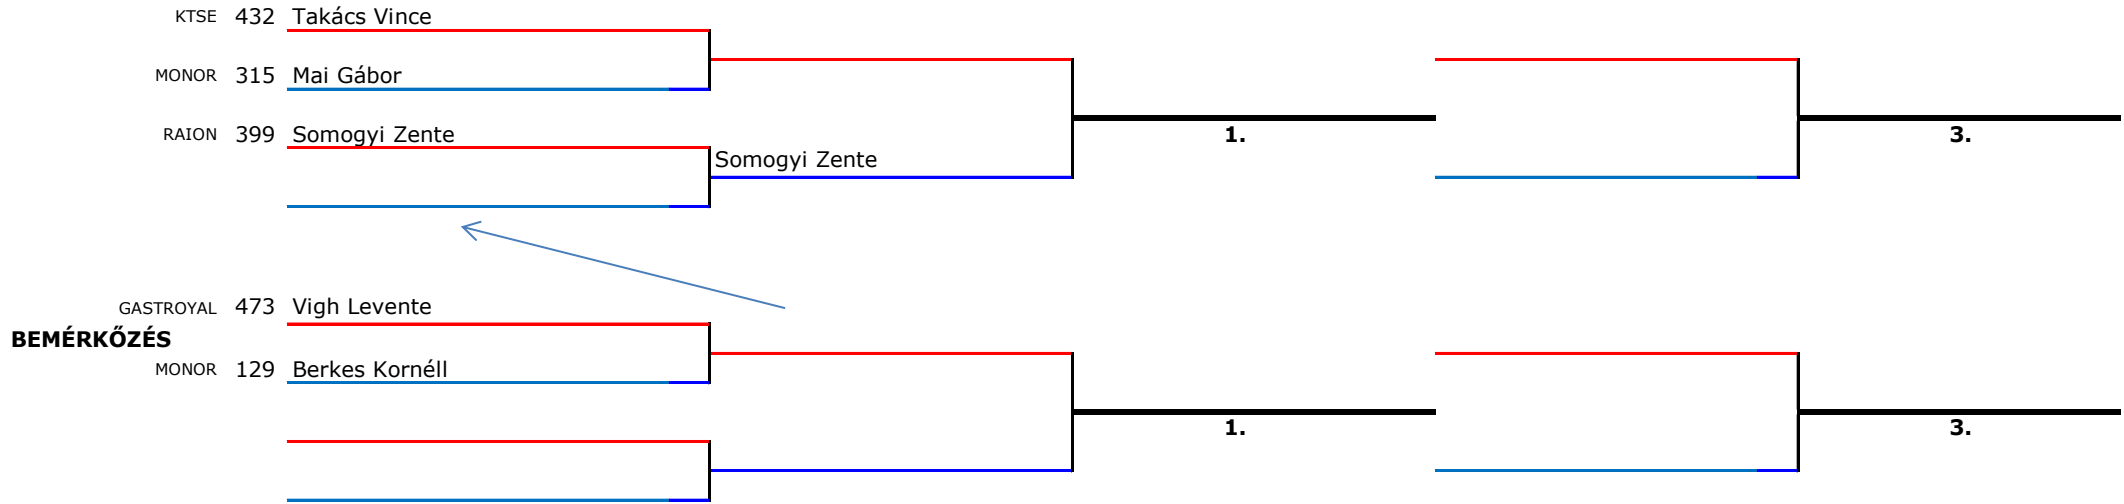 KTSE 432 Takács Vince
MONOR 315 Mai Gábor
RAION 399 Somogyi Zente
1.
3.
Somogyi Zente
GASTROYAL 473 Vigh Levente
BEMÉRKŐZÉS
MONOR 129 Berkes Kornéll
1.
3.